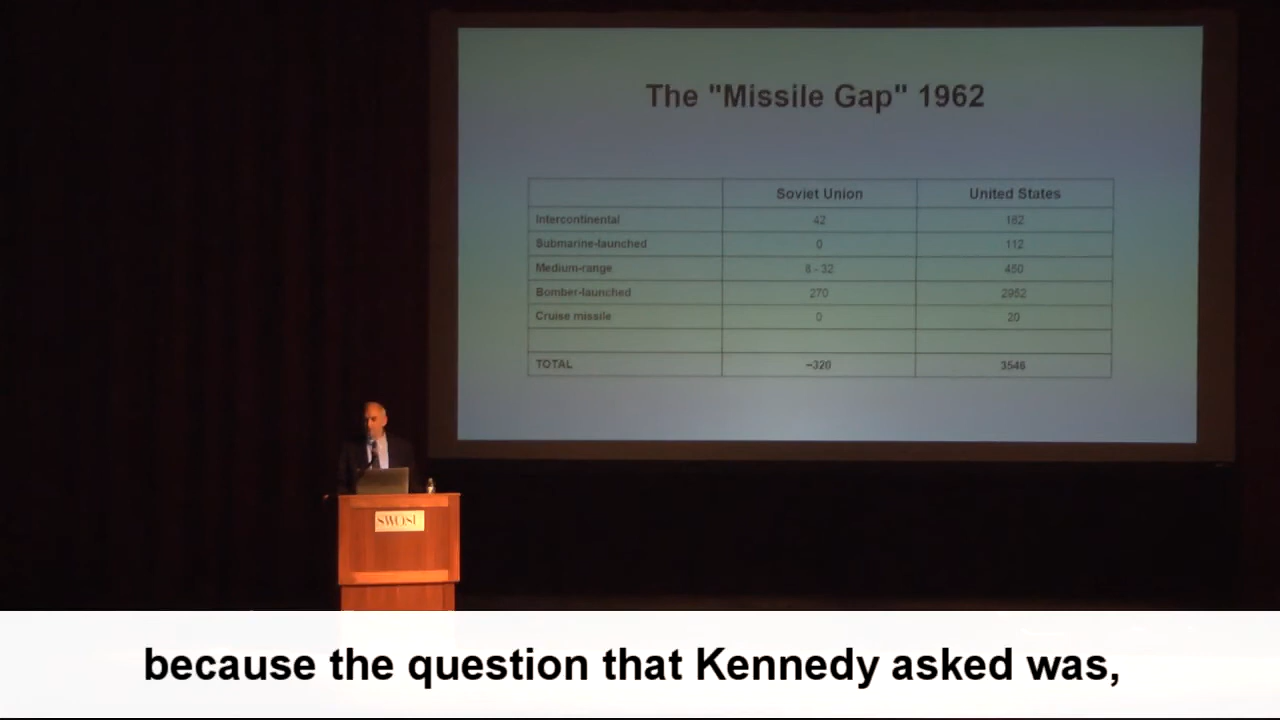 The "Missile Gap" 1962
Soviet Union United States
Intercontinental 42 182
Submarine-launched 0 112
Medium-range 8 - 32 450
Bomber-launched 270 2952
Cruise missile 0 20
TOTAL ~320 3546
SWOSU
because the question that Kennedy asked was,